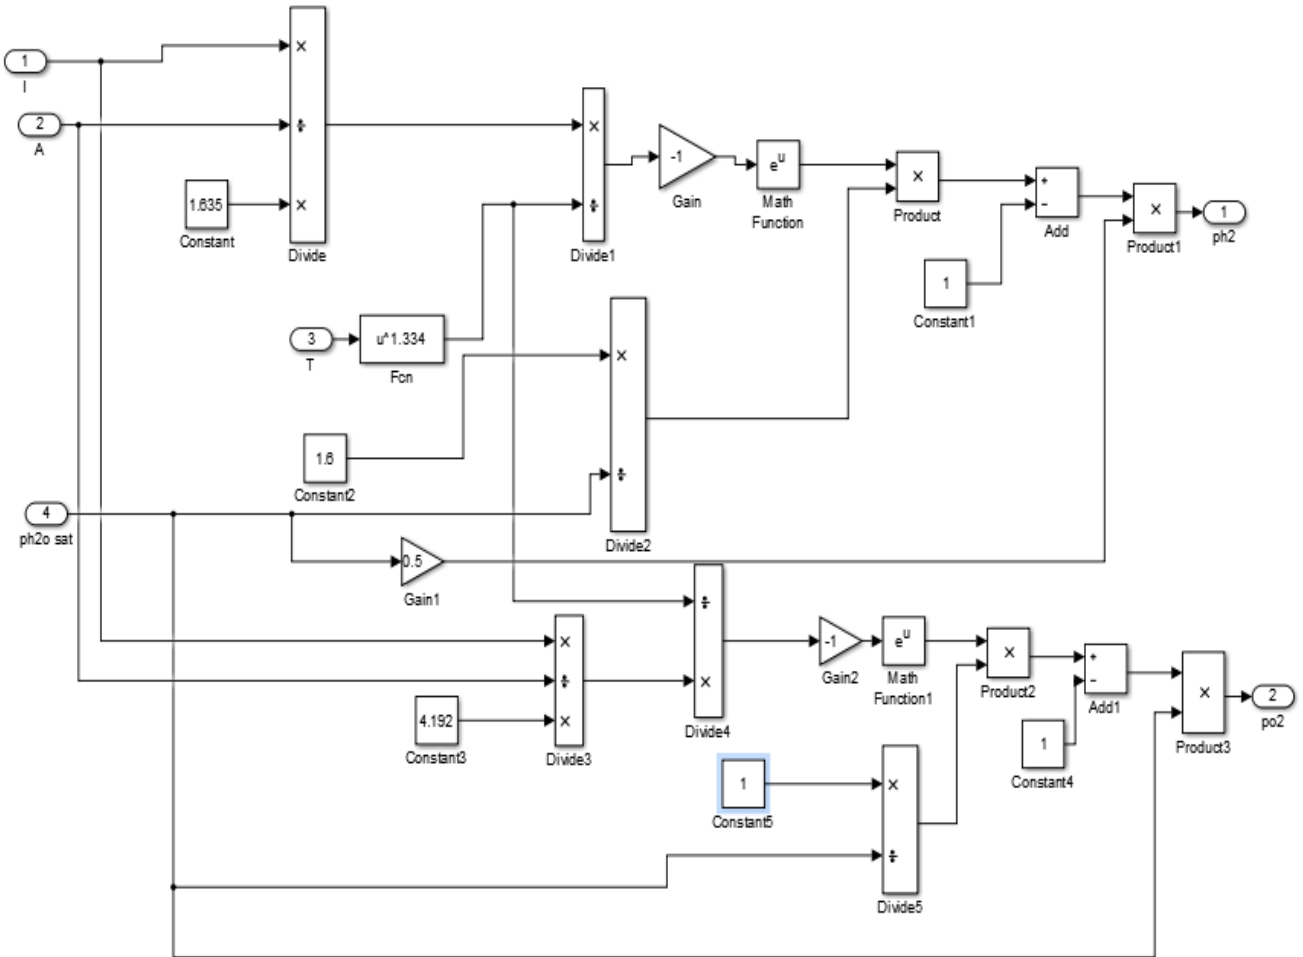 1
I
2
A
×
÷
×
1.635
Constant
Divide
×
÷
Divide1
-1
Gain
e^u
Math
Function
×
Product
+
−
Add
1
Constant1
×
Product1
1
ph2
3
T
u^1.334
Fcn
1.6
Constant2
×
÷
Divide2
4
ph2o sat
0.5
Gain1
×
÷
×
4.192
Constant3
Divide3
÷
×
Divide4
-1
Gain2
e^u
Math
Function1
×
Product2
+
−
Add1
1
Constant4
×
Product3
2
po2
1
Constant5
×
÷
Divide5